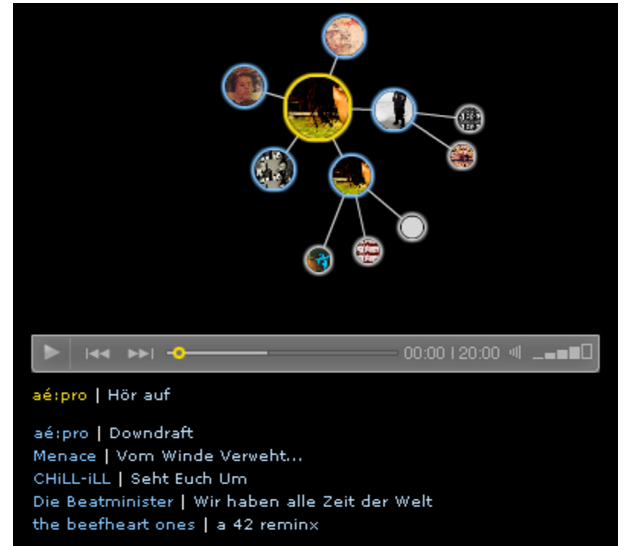 00:00 | 20:00
aé:pro | Hör auf
aé:pro | Downdraft
Menace | Vom Winde Verweht...
CHiLL-iLL | Seht Euch Um
Die Beatminister | Wir haben alle Zeit der Welt
the beefheart ones | a 42 reminx